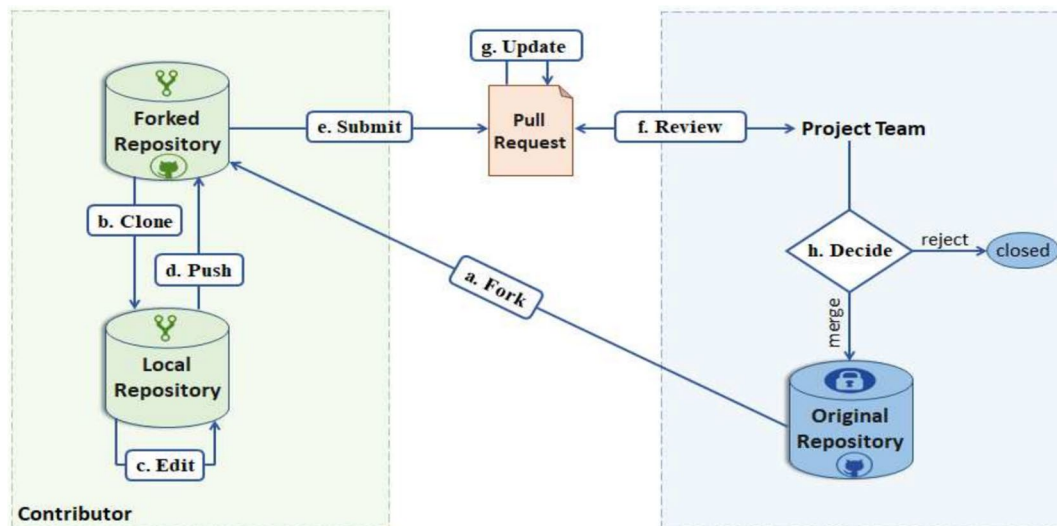 g. Update
Forked
Repository
e. Submit
Pull
Request
f. Review
Project Team
b. Clone
d. Push
a. Fork
h. Decide
reject
closed
merge
Local
Repository
Original
Repository
c. Edit
Contributor